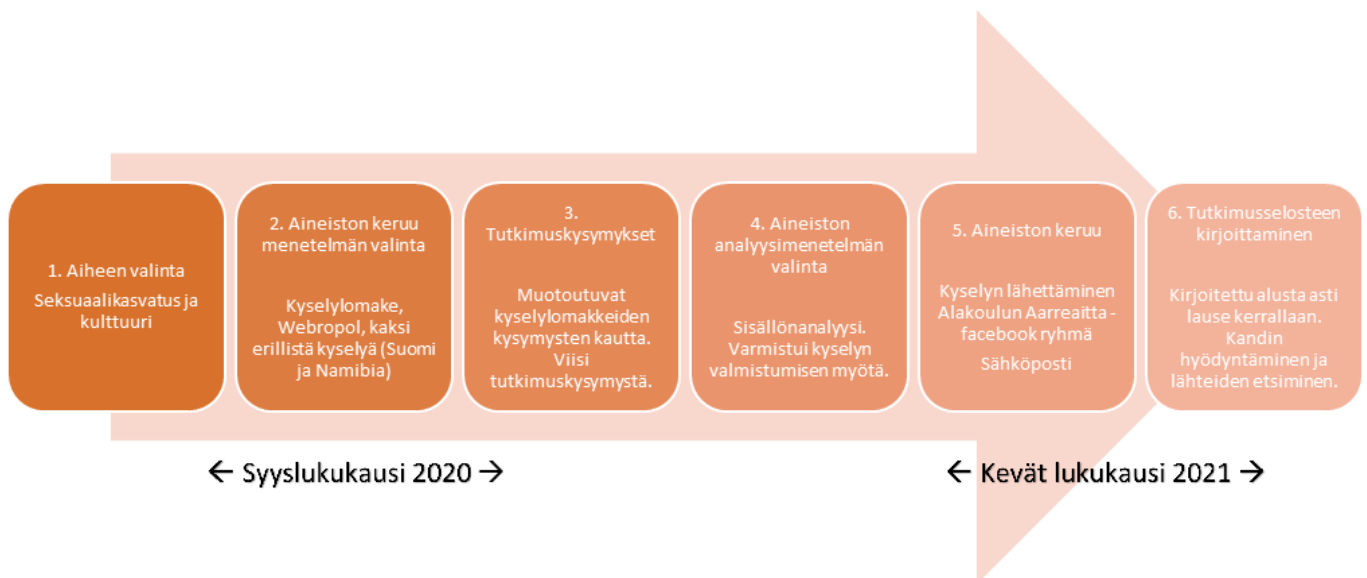 1. Aiheen valinta
Seksuaalikasvatus ja
kulttuuri
2. Aineiston keruu
menetelmän valinta
Kyselylomake,
Webropol, kaksi
erillistä kyselyä (Suomi
ja Namibia)
3.
Tutkimuskysymykset
Muotoutuvat
kyselylomakkeiden
kysymysten kautta.
Viisi
tutkimuskysymystä.
4. Aineiston
analyysimenetelmän
valinta
Sisällönanalyysi.
Varmistui kyselyn
valmistumisen myötä.
5. Aineiston keruu
Kyselyn lähettäminen
Alakoulun Aarreaitta -
facebook ryhmä
Sähköposti
6. Tutkimusselosteen
kirjoittaminen
Kirjoitettu alusta asti
lause kerrallaan.
Kandin
hyödyntäminen ja
lähteiden etsiminen.
← Syyslukukausi 2020 →
← Kevät lukukausi 2021 →